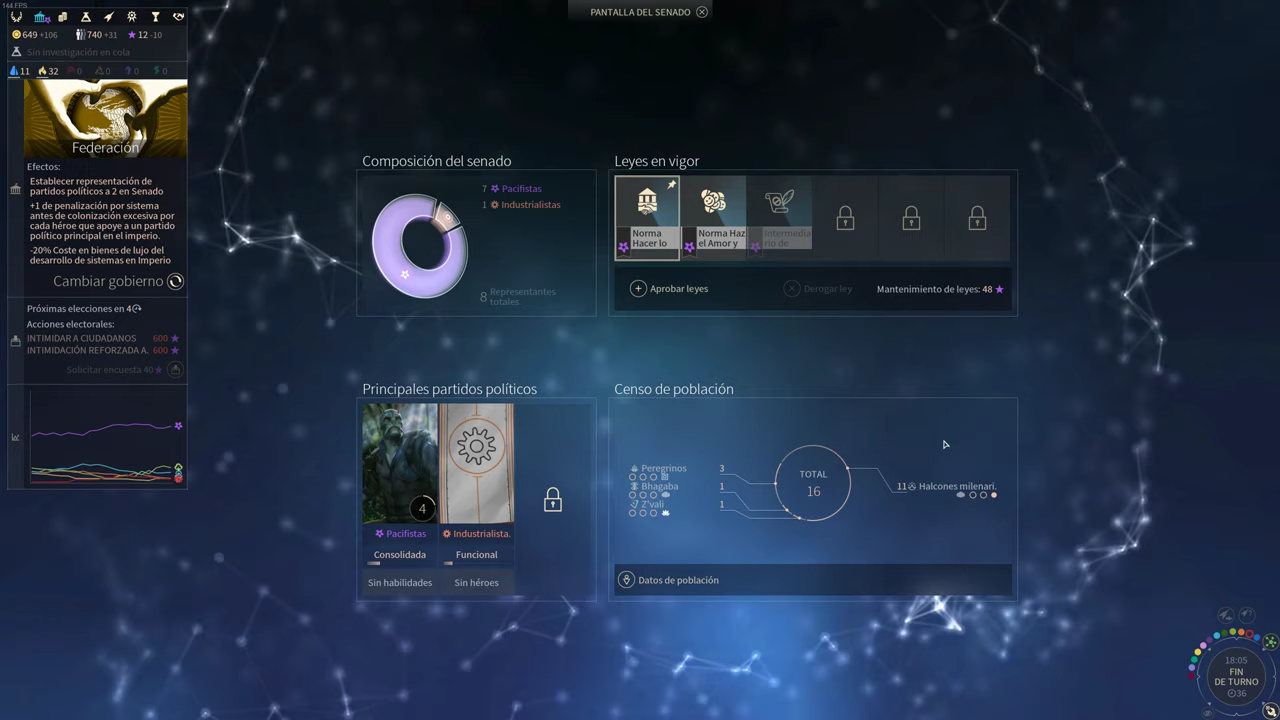 144 FPS
PANTALLA DEL SENADO
649 +106
740 +31
12 -10
Sin investigación en cola
11
32
0
0
0
0
Federación
Efectos:
Establecer representación de
partidos políticos a 2 en Senado
+1 de penalización por sistema
antes de colonización excesiva por
cada héroe que apoye a un partido
político principal en el imperio.
-20% Coste en bienes de lujo del
desarrollo de sistemas en Imperio
Cambiar gobierno
Próximas elecciones en 4
Acciones electorales:
INTIMIDAR A CIUDADANOS 600
INTIMIDACIÓN REFORZADA A. 600
Solicitar encuesta 40
Composición del senado
7 Pacifistas
1 Industrialistas
8 Representantes
totales
Leyes en vigor
Norma
Hacer lo
Norma Haz
el Amor y
Intermedia
rio de
Aprobar leyes
Derogar ley
Mantenimiento de leyes: 48
Principales partidos políticos
4
Pacifistas
Industrialista.
Consolidada
Funcional
Sin habilidades
Sin héroes
Censo de población
Peregrinos 3
Bhagaba 1
Z'vali 1
TOTAL
16
11 Halcones milenari.
Datos de población
18:05
FIN
DE TURNO
36